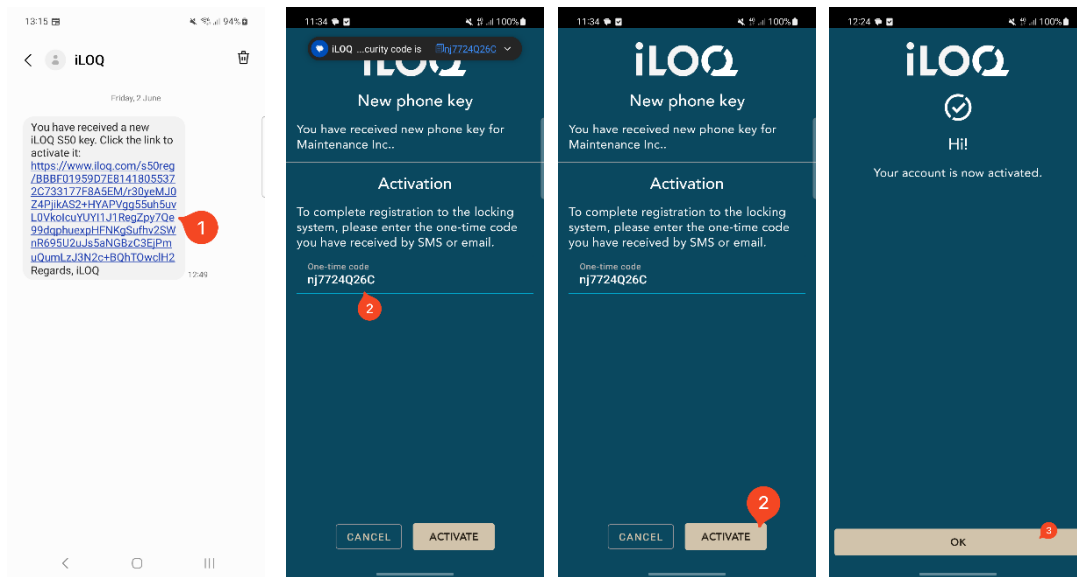 13:15
94%
iLOQ
Friday, 2 June
You have received a new
iLOQ S50 key. Click the link to
activate it:
https://www.iloq.com/s50reg
/BBBF01959D7E8141805537
2C733177F8A5EM/r30yeMJ0
Z4PjikAS2+HYAPVgg55uh5uv
L0VkolcuYUYI1J1RegZpy7Qe
99dqphuexpHFNKgSufhv2SW
nR695U2uJs5aNGBzC3EjPm
uQumLzJ3N2c+BQhTOwclH2
Regards, iLOQ
12:49
1
11:34
100%
iLOQ ...curity code is nj7724Q26C
iLOQ
New phone key
You have received new phone key for
Maintenance Inc..
Activation
To complete registration to the locking
system, please enter the one-time code
you have received by SMS or email.
One-time code
nj7724Q26C
2
CANCEL
ACTIVATE
11:34
100%
iLOQ
New phone key
You have received new phone key for
Maintenance Inc..
Activation
To complete registration to the locking
system, please enter the one-time code
you have received by SMS or email.
One-time code
nj7724Q26C
2
CANCEL
ACTIVATE
12:24
100%
iLOQ
Hi!
Your account is now activated.
3
OK